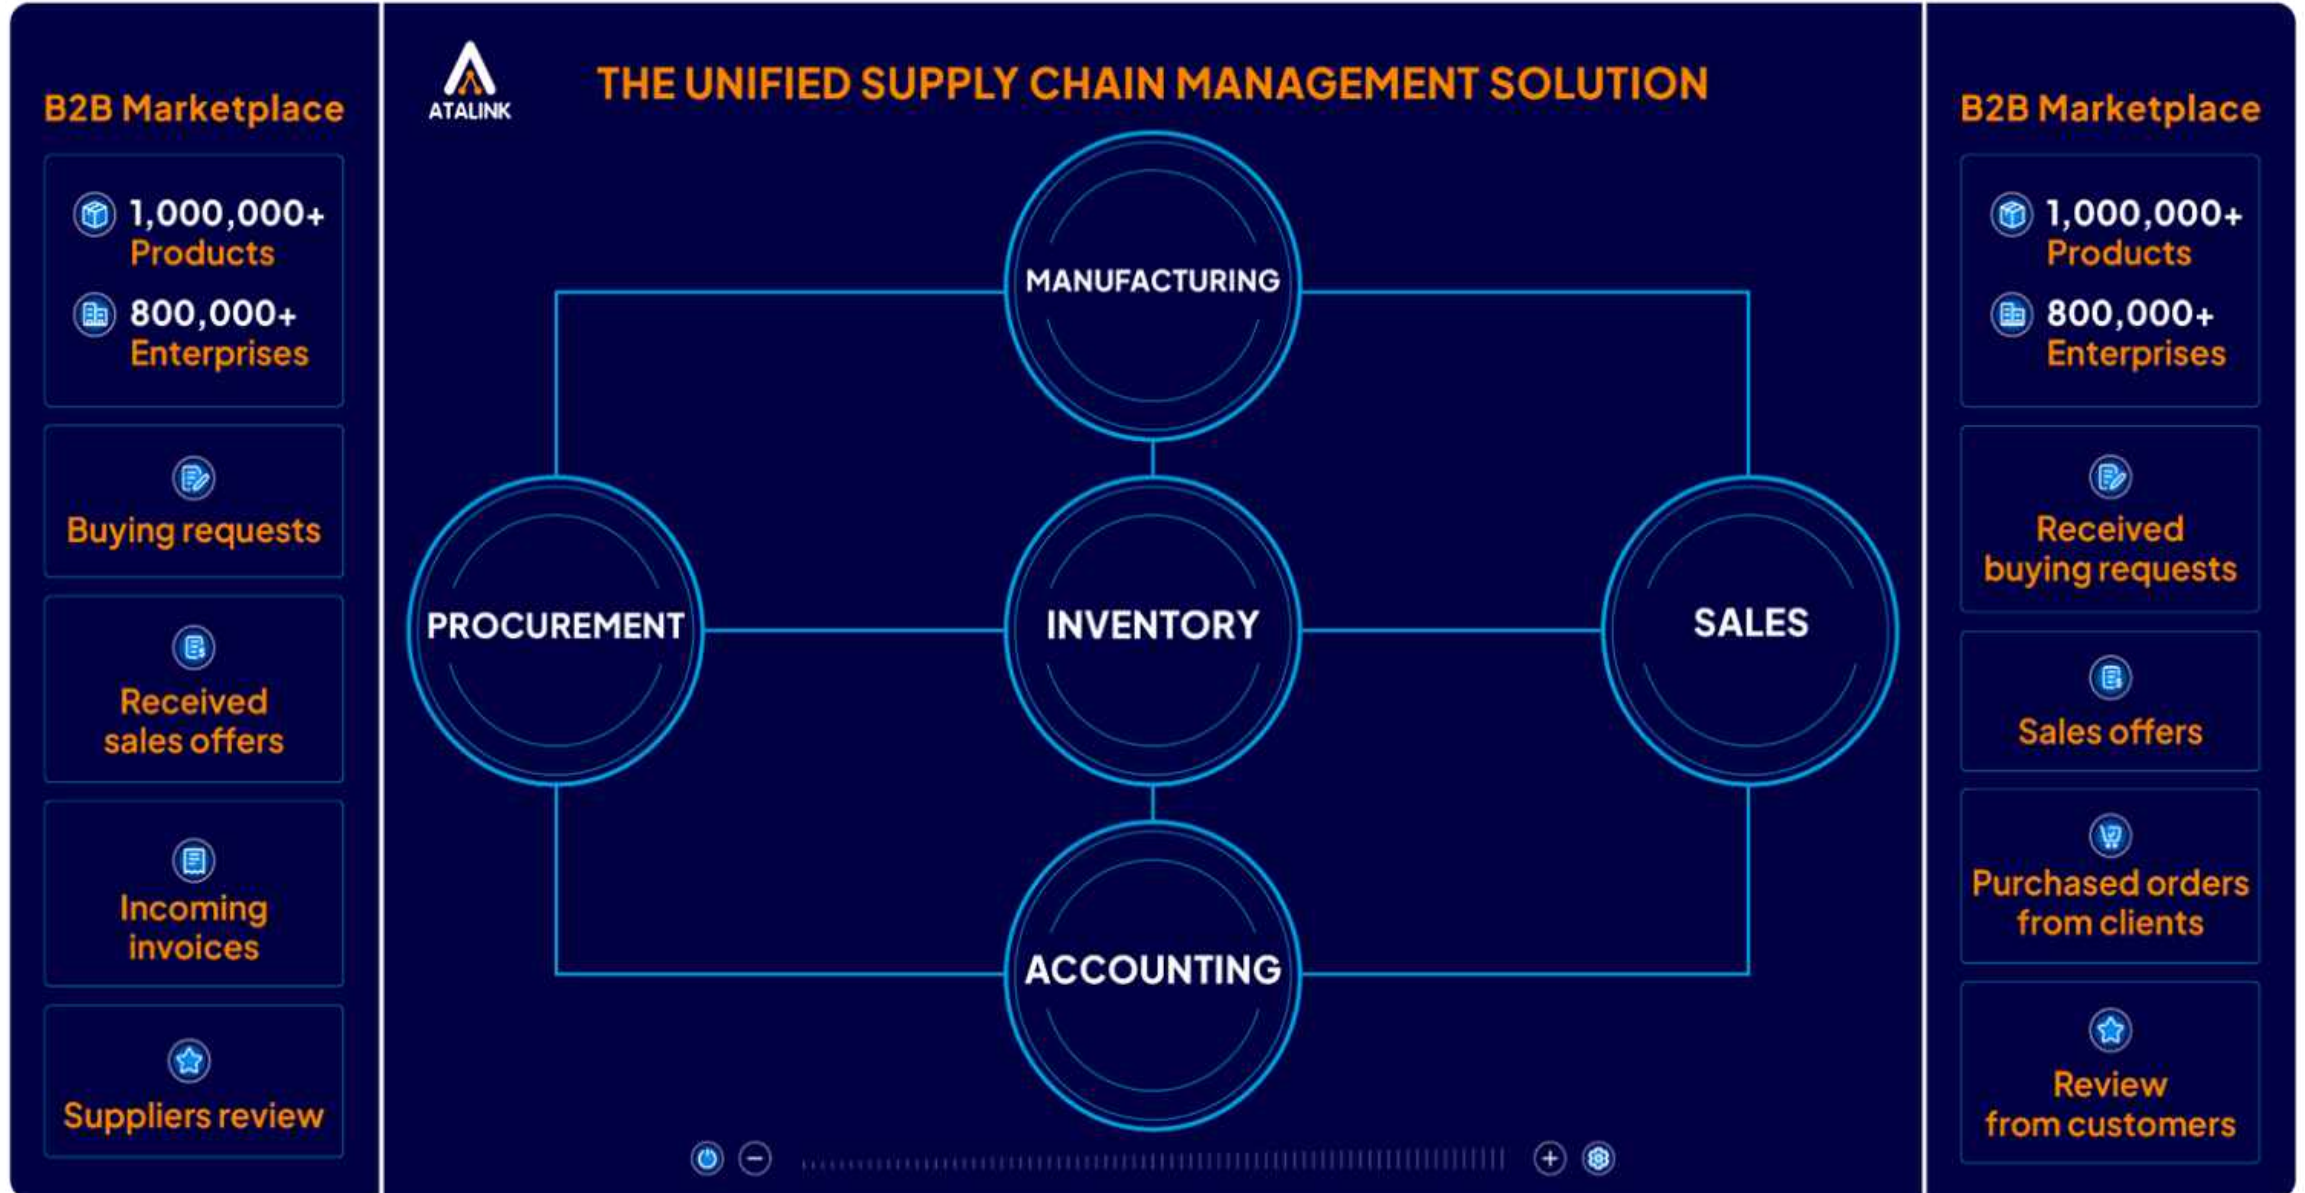 B2B Marketplace
1,000,000+
Products
800,000+
Enterprises
Buying requests
Received
sales offers
Incoming
invoices
Suppliers review
ATALINK
THE UNIFIED SUPPLY CHAIN MANAGEMENT SOLUTION
MANUFACTURING
PROCUREMENT
INVENTORY
SALES
ACCOUNTING
B2B Marketplace
1,000,000+
Products
800,000+
Enterprises
Received
buying requests
Sales offers
Purchased orders
from clients
Review
from customers